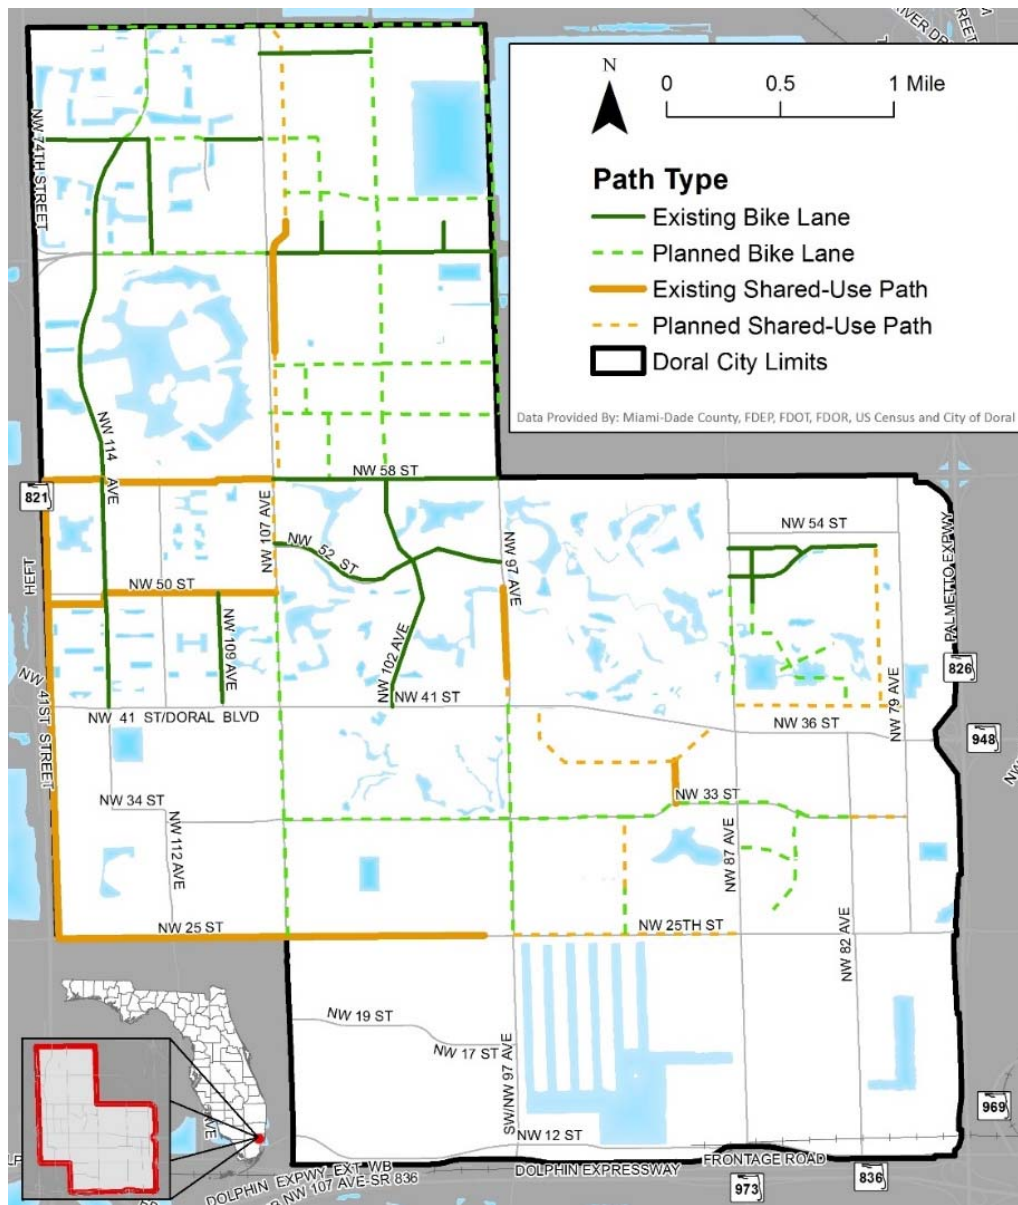 STREET
N
0 0.5 1 Mile
Path Type
Existing Bike Lane
Planned Bike Lane
Existing Shared-Use Path
Planned Shared-Use Path
Doral City Limits
Data Provided By: Miami-Dade County, FDEP, FDOT, FDOR, US Census and City of Doral
NW 74TH STREET
NW 114 AVE
NW 58 ST
821
NW 107 AVE
NW 52 ST
NW 97 AVE
NW 54 ST
PALMETTO EXPWY
HEFT
NW 50 ST
NW 109 AVE
NW 102 AVE
826
NW 41ST STREET
NW 41 ST
NW 79 AVE
NW 41 ST/DORAL BLVD
NW 36 ST
948
NW 34 ST
NW 33 ST
NW 112 AVE
NW 87 AVE
NW 25 ST
NW 25TH ST
NW 82 AVE
NW 19 ST
NW 17 ST
SW/NW 97 AVE
969
AVE
NW 12 ST
DOLPHIN EXPWY EXT WB
DOLPHIN EXPRESSWAY
FRONTAGE ROAD
NW 107 AVE-SR 836
973
836